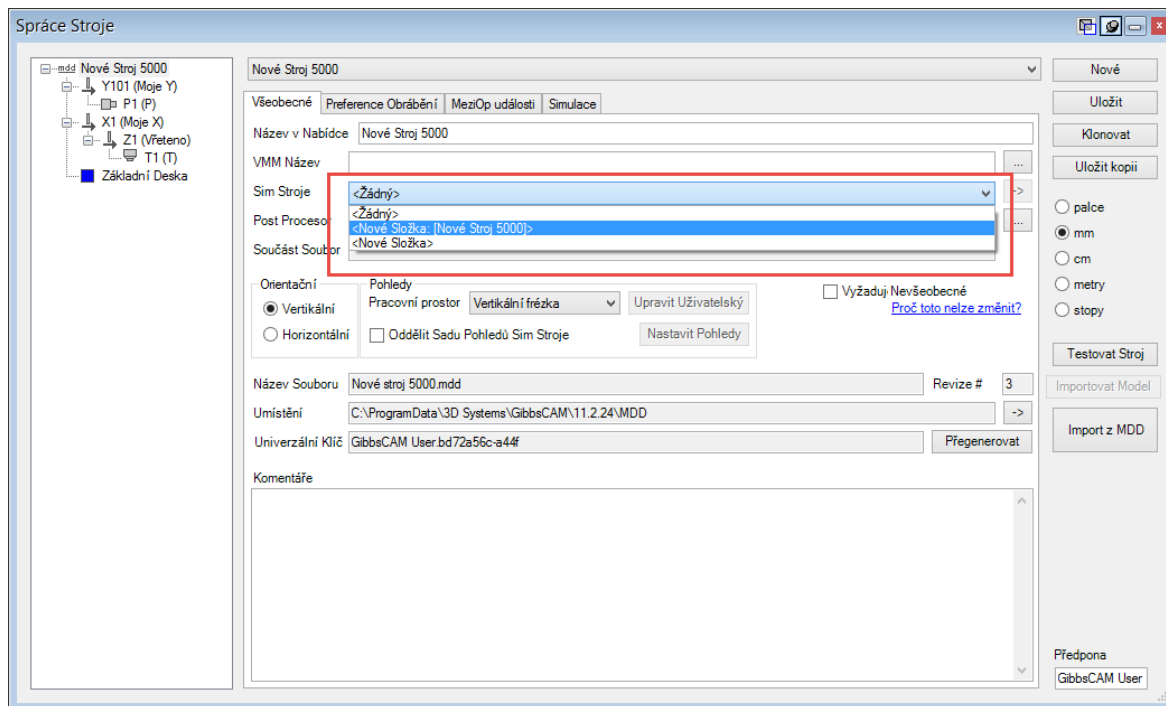 Spráce Stroje
mdd Nové Stroj 5000
Y101 (Moje Y)
P1 (P)
X1 (Moje X)
Z1 (Vřeteno)
T1 (T)
Základní Deska
Nové Stroj 5000
Všeobecné Preference Obrábění MeziOp události Simulace
Název v Nabídce Nové Stroj 5000
VMM Název ...
Sim Stroje <Žádný> ->
<Žádný>
Post Procesor <Nové Složka: [Nové Stroj 5000]> ...
<Nové Složka>
Součást Soubor
Orientační Pohledy
Vertikální Pracovní prostor Vertikální frézka Upravit Uživatelský
Horizontální Oddělit Sadu Pohledů Sim Stroje Nastavit Pohledy
Vyžaduj Nevšeobecné
Proč toto nelze změnit?
Název Souboru Nové stroj 5000.mdd Revize # 3
Umístění C:\ProgramData\3D Systems\GibbsCAM\11.2.24\MDD ->
Univerzální Klíč GibbsCAM User.bd72a56c-a44f Přegenerovat
Komentáře
Nové
Uložit
Klonovat
Uložit kopii
palce
mm
cm
metry
stopy
Testovat Stroj
Importovat Model
Import z MDD
Předpona
GibbsCAM User